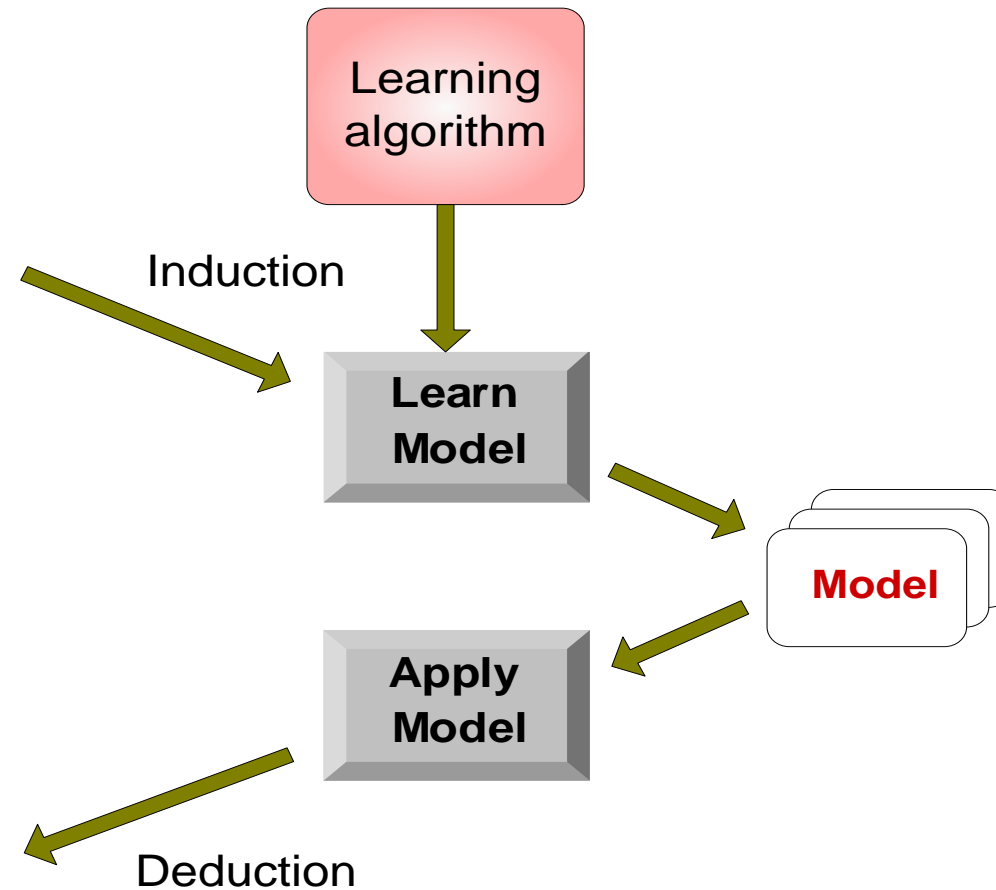 Learning
algorithm
Induction
Learn
Model
Model
Apply
Model
Deduction